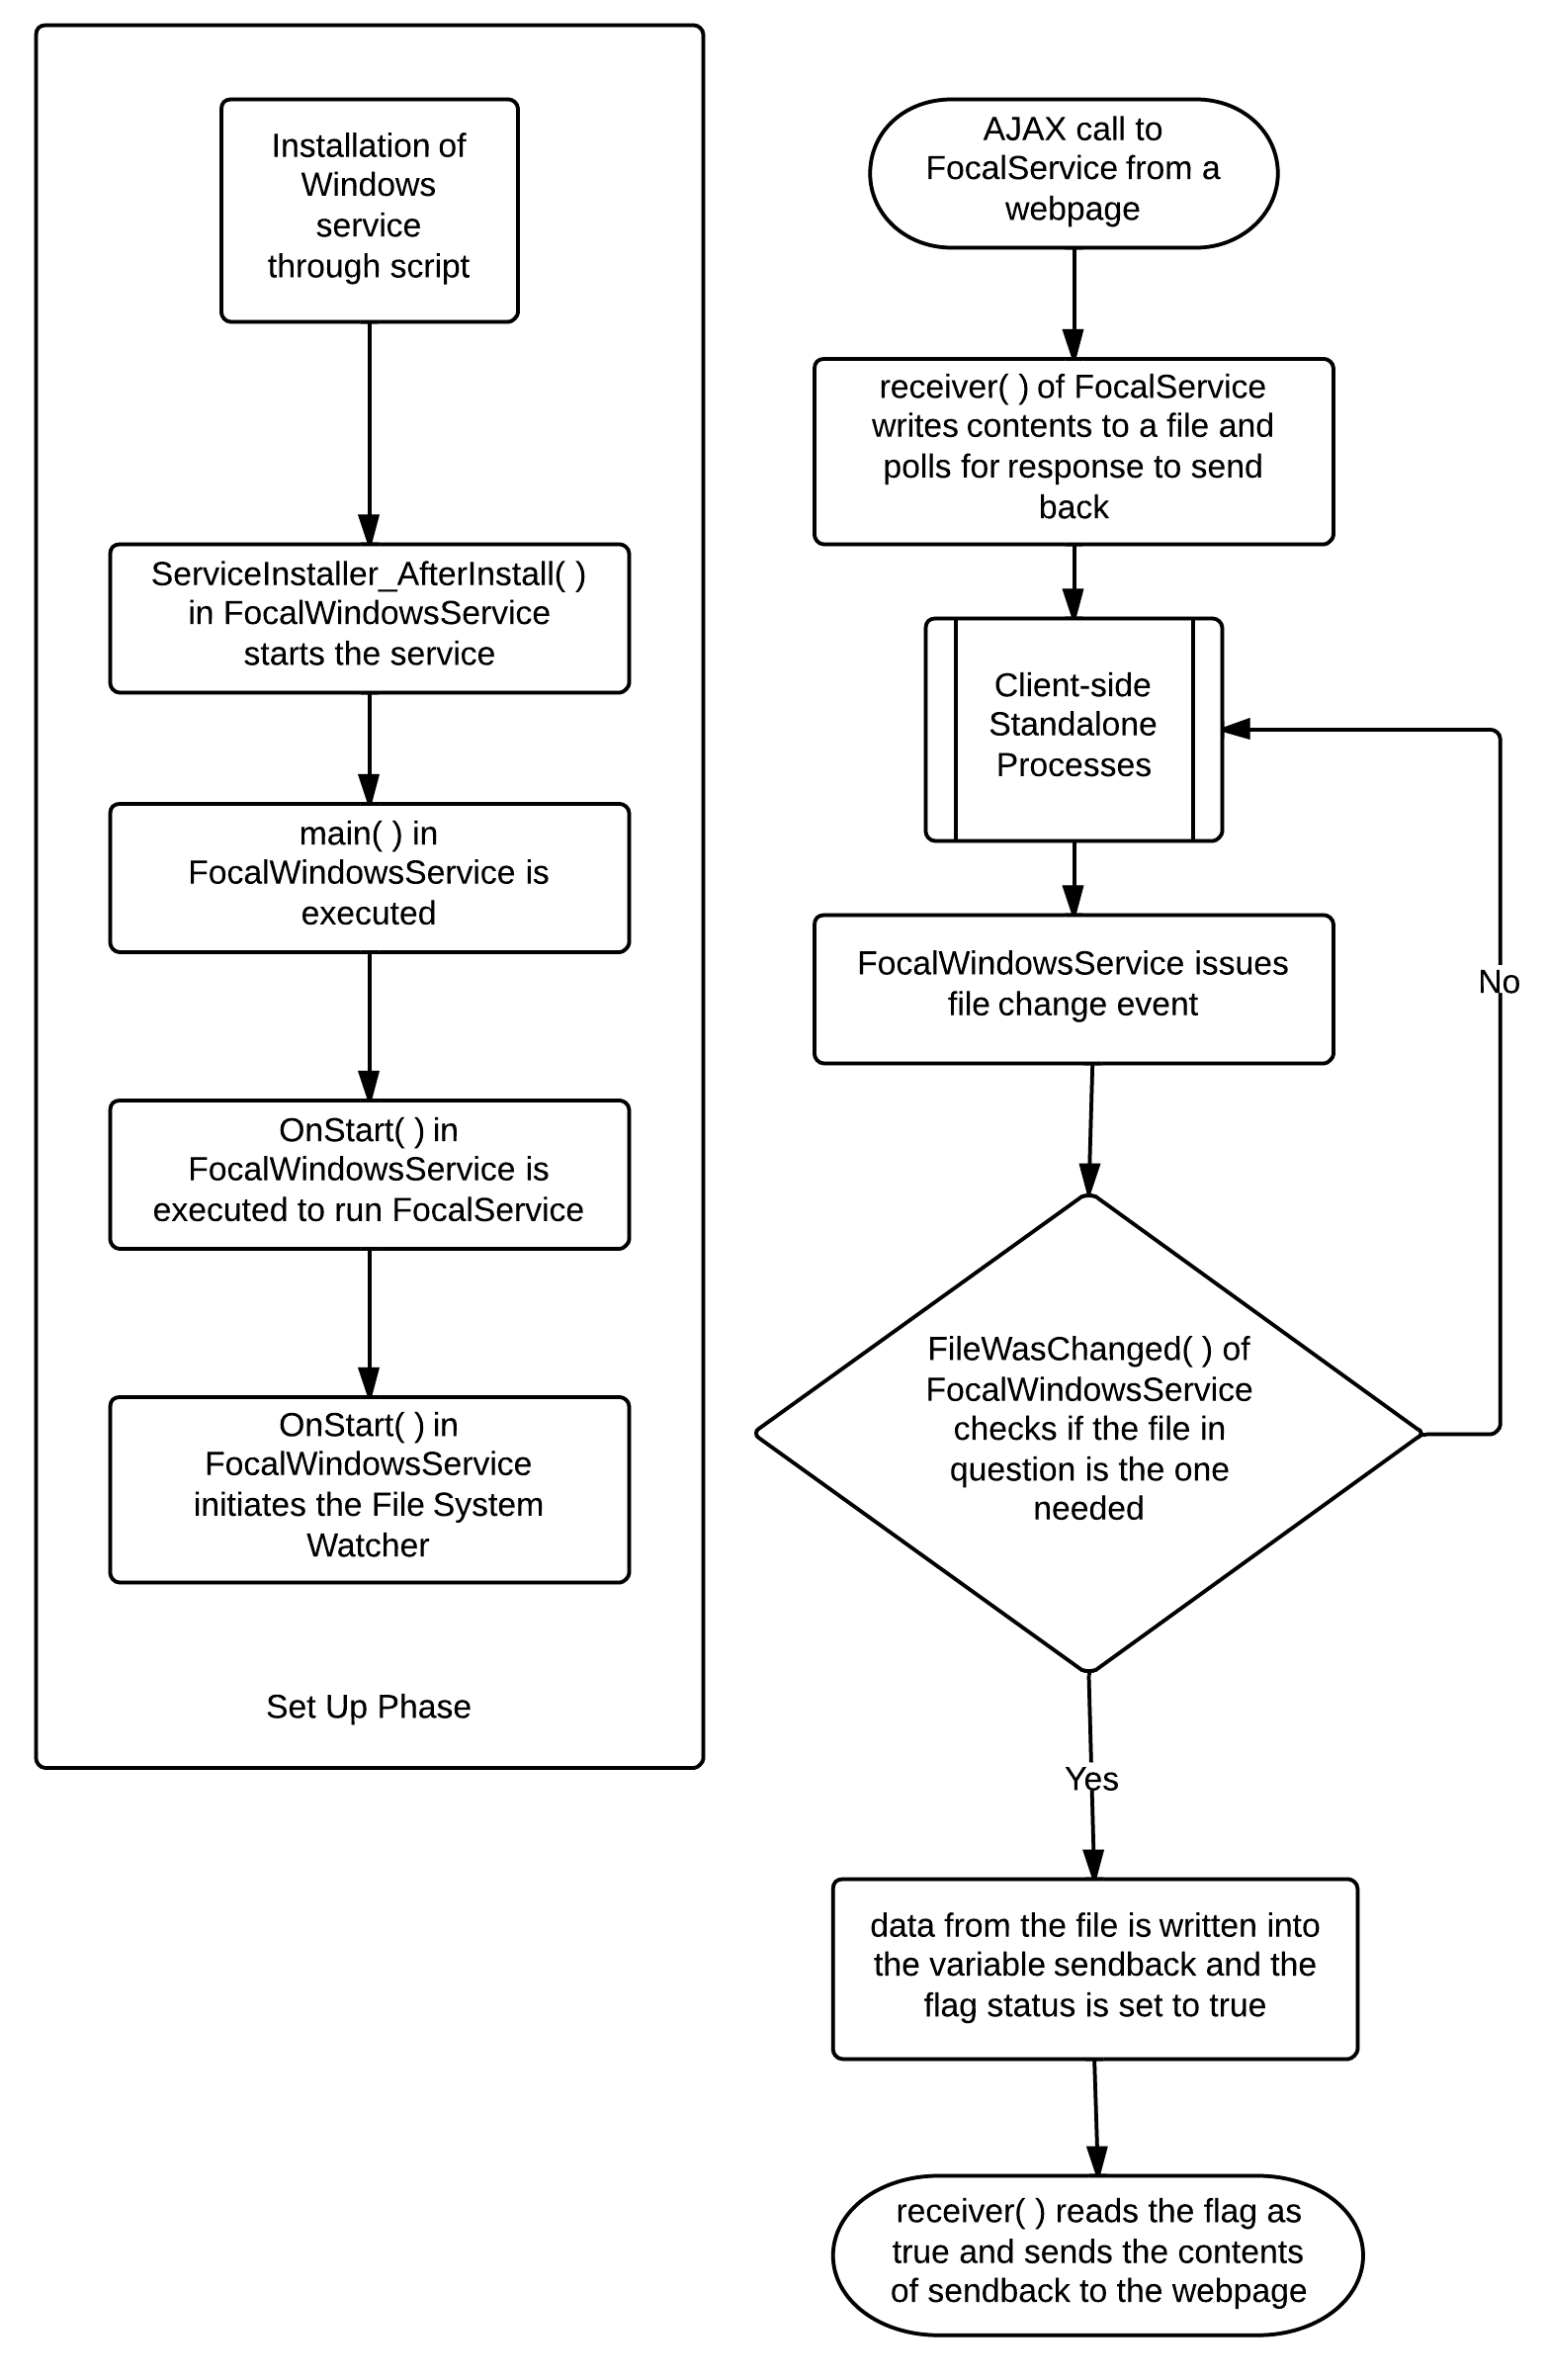 Installation of
Windows
service
through script
ServiceInstaller_AfterInstall( )
in FocalWindowsService
starts the service
main( ) in
FocalWindowsService is
executed
OnStart( ) in
FocalWindowsService is
executed to run FocalService
OnStart( ) in
FocalWindowsService
initiates the File System
Watcher
Set Up Phase
AJAX call to
FocalService from a
webpage
receiver( ) of FocalService
writes contents to a file and
polls for response to send
back
Client-side
Standalone
Processes
FocalWindowsService issues
file change event
No
FileWasChanged( ) of
FocalWindowsService
checks if the file in
question is the one
needed
Yes
data from the file is written into
the variable sendback and the
flag status is set to true
receiver( ) reads the flag as
true and sends the contents
of sendback to the webpage